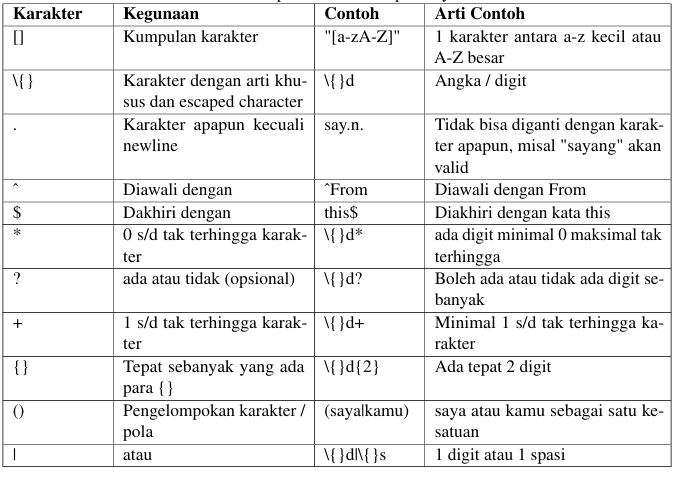 Karakter Kegunaan Contoh Arti Contoh
[] Kumpulan karakter "[a-zA-Z]" 1 karakter antara a-z kecil atau
A-Z besar
\{} Karakter dengan arti khu- \{}d Angka / digit
sus dan escaped character
. Karakter apapun kecuali say.n. Tidak bisa diganti dengan karak-
newline ter apapun, misal "sayang" akan
valid
ˆ Diawali dengan ˆFrom Diawali dengan From
$ Dakhiri dengan this$ Diakhiri dengan kata this
* 0 s/d tak terhingga karak- \{}d* ada digit minimal 0 maksimal tak
ter terhingga
? ada atau tidak (opsional) \{}d? Boleh ada atau tidak ada digit se-
banyak
+ 1 s/d tak terhingga karak- \{}d+ Minimal 1 s/d tak terhingga ka-
ter rakter
{} Tepat sebanyak yang ada \{}d{2} Ada tepat 2 digit
para {}
() Pengelompokan karakter / (saya|kamu) saya atau kamu sebagai satu ke-
pola satuan
| atau \{}d|\{}s 1 digit atau 1 spasi